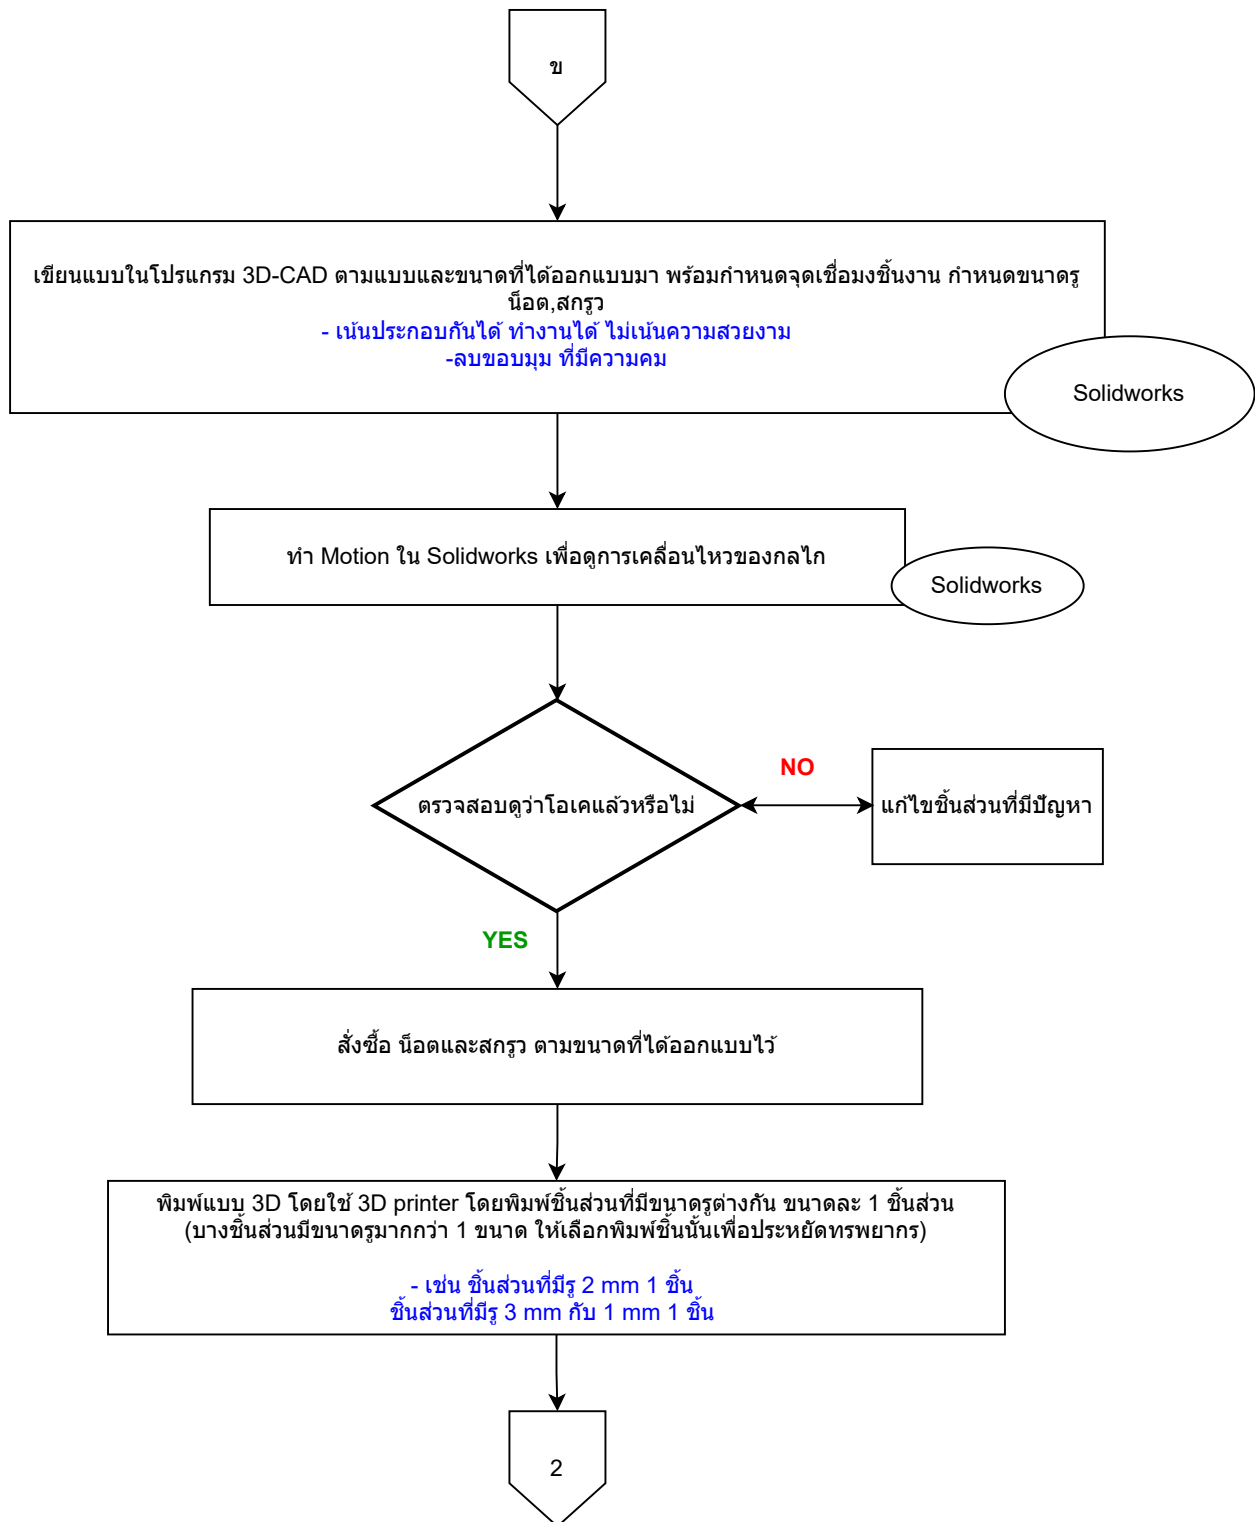 ข
เขียนแบบในโปรแกรม 3D-CAD ตามแบบและขนาดที่ได้ออกแบบมา พร้อมกำหนดจุดเชื่อมงชิ้นงาน กำหนดขนาดรู
น็อต,สกรูว
- เน้นประกอบกันได้ ทำงานได้ ไม่เน้นความสวยงาม
-ลบขอบมุม ที่มีความคม
Solidworks
ทำ Motion ใน Solidworks เพื่อดูการเคลื่อนไหวของกลไก
Solidworks
ตรวจสอบดูว่าโอเคแล้วหรือไม่
NO
แก้ไขชิ้นส่วนที่มีปัญหา
YES
สั่งซื้อ น็อตและสกรูว ตามขนาดที่ได้ออกแบบไว้
พิมพ์แบบ 3D โดยใช้ 3D printer โดยพิมพ์ชิ้นส่วนที่มีขนาดรูต่างกัน ขนาดละ 1 ชิ้นส่วน
(บางชิ้นส่วนมีขนาดรูมากกว่า 1 ขนาด ให้เลือกพิมพ์ชิ้นนั้นเพื่อประหยัดทรพยากร)
- เช่น ชิ้นส่วนที่มีรู 2 mm 1 ชิ้น
ชิ้นส่วนที่มีรู 3 mm กับ 1 mm 1 ชิ้น
2